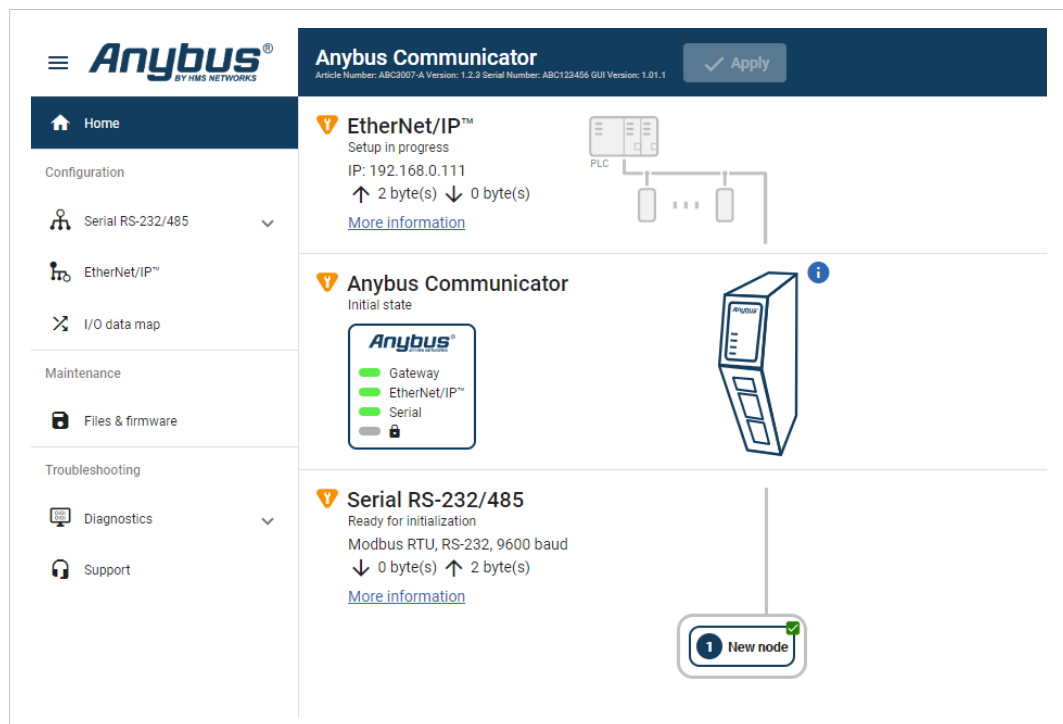 Anybus®
BY HMS NETWORKS
Anybus Communicator
Article Number: ABC3007-A Version: 1.2.3 Serial Number: ABC123456 GUI Version: 1.01.1
Apply
Home
Configuration
Serial RS-232/485
EtherNet/IP™
I/O data map
Maintenance
Files & firmware
Troubleshooting
Diagnostics
Support
EtherNet/IP™
Setup in progress
IP: 192.168.0.111
2 byte(s) 0 byte(s)
More information
PLC
Anybus Communicator
Initial state
Anybus®
BY HMS NETWORKS
Gateway
EtherNet/IP™
Serial
Anybus
i
Serial RS-232/485
Ready for initialization
Modbus RTU, RS-232, 9600 baud
0 byte(s) 2 byte(s)
More information
1 New node